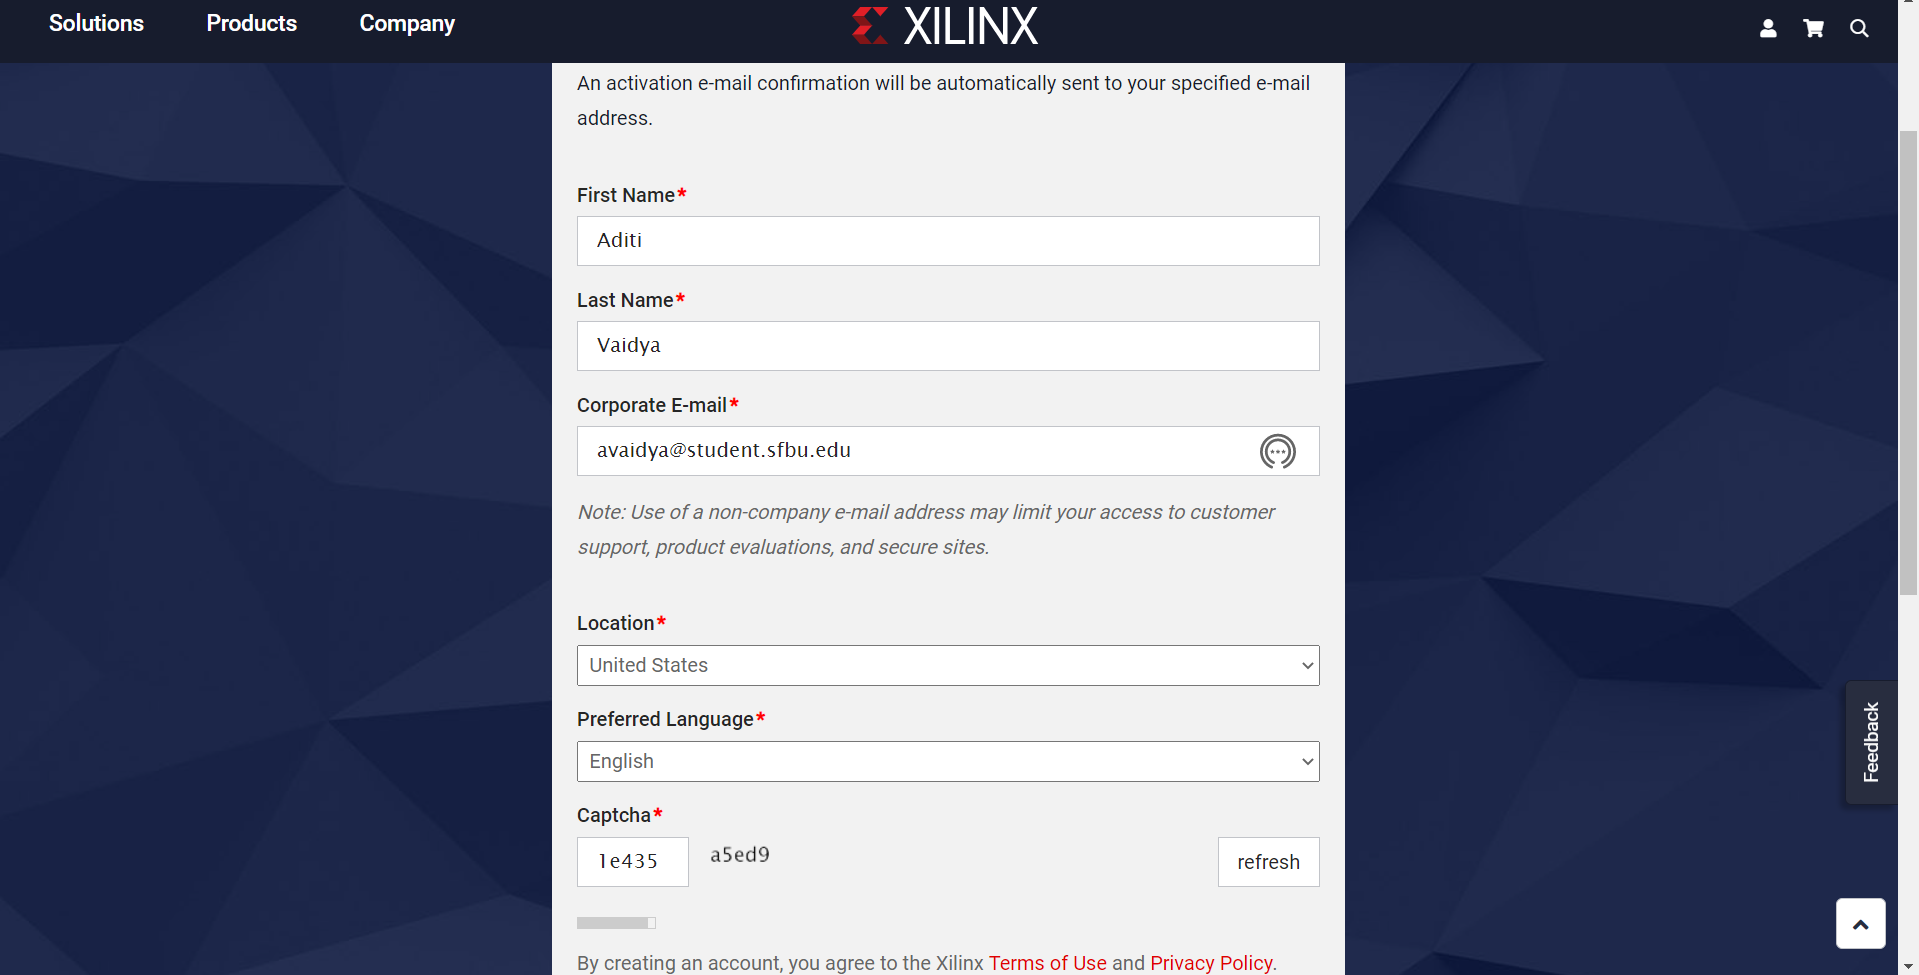 Solutions Products Company XILINX
An activation e-mail confirmation will be automatically sent to your specified e-mail
address.
First Name*
Aditi
Last Name*
Vaidya
Corporate E-mail*
avaidya@student.sfbu.edu
Note: Use of a non-company e-mail address may limit your access to customer
support, product evaluations, and secure sites.
Location*
United States
Preferred Language*
English
Captcha*
1e435 a5ed9 refresh
By creating an account, you agree to the Xilinx Terms of Use and Privacy Policy.
Feedback